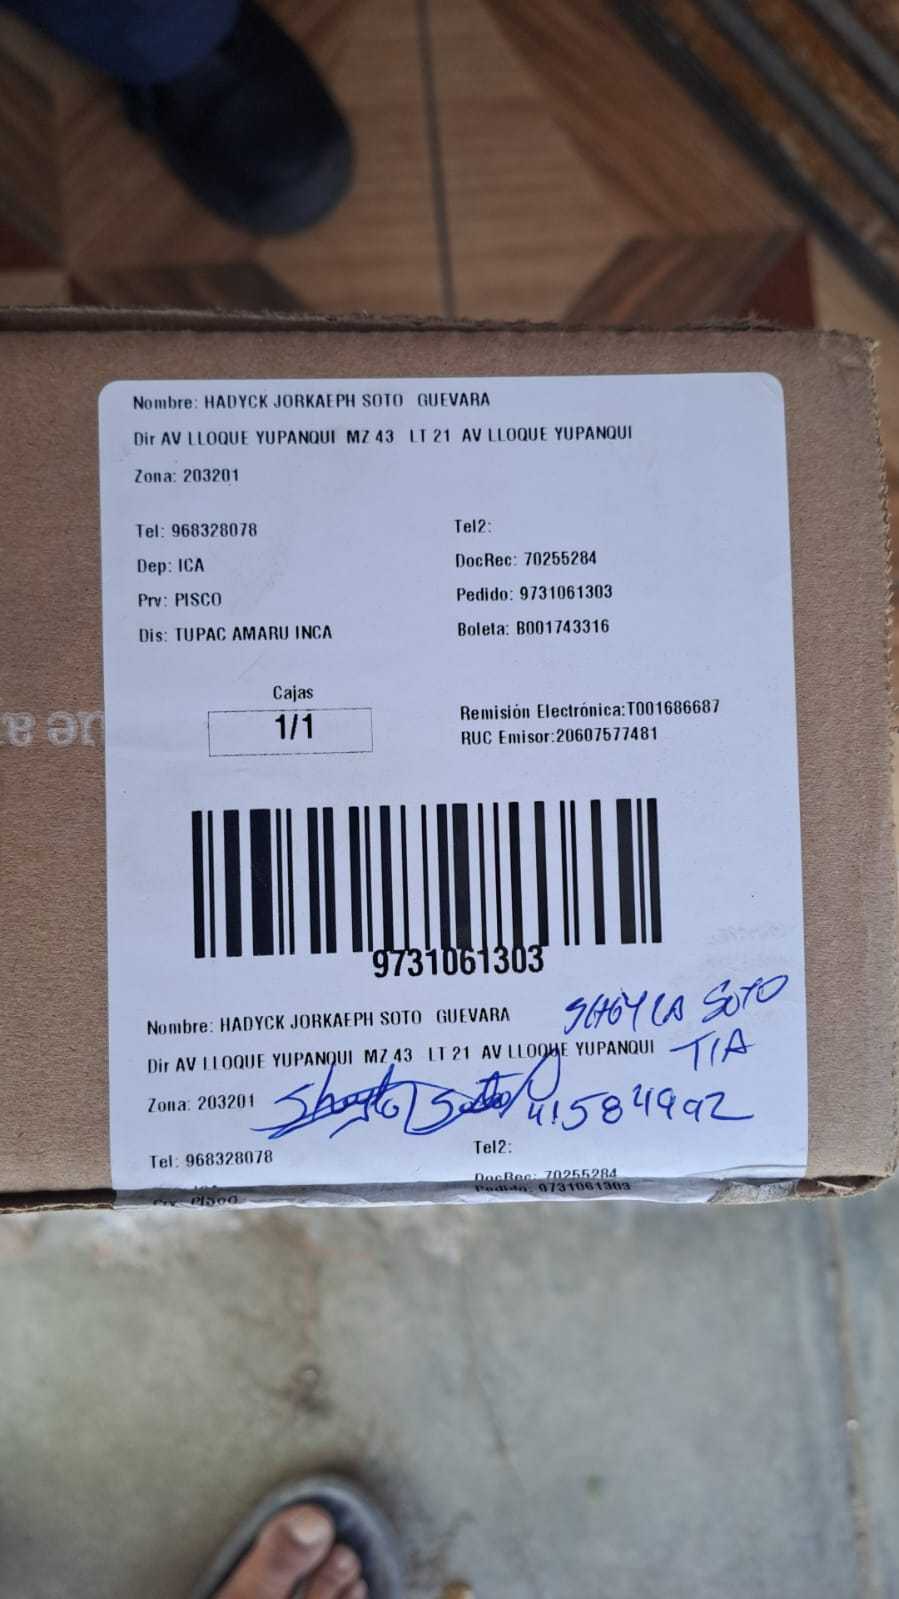 Nombre: HADYCK JORKAEPH SOTO GUEVARA
Dir AV LLOQUE YUPANQUI MZ 43 LT 21 AV LLOQUE YUPANQUI
Zona: 203201
Tel: 968328078 Tel2:
Dep: ICA DocRec: 70255284
Prv: PISCO Pedido: 9731061303
Dis: TUPAC AMARU INCA Boleta: B001743316
Cajas
1/1
Remisión Electrónica:T001686687
RUC Emisor:20607577481
9731061303
Nombre: HADYCK JORKAEPH SOTO GUEVARA
SOTO
Dir AV LLOQUE YUPANQUI MZ 43 LT 21 AV LLOQUE YUPANQUI
TIA
Zona: 203201
41584992
Tel: 968328078 Tel2:
DocRec: 70255284
Prv: PISCO Pedido: 9731061303